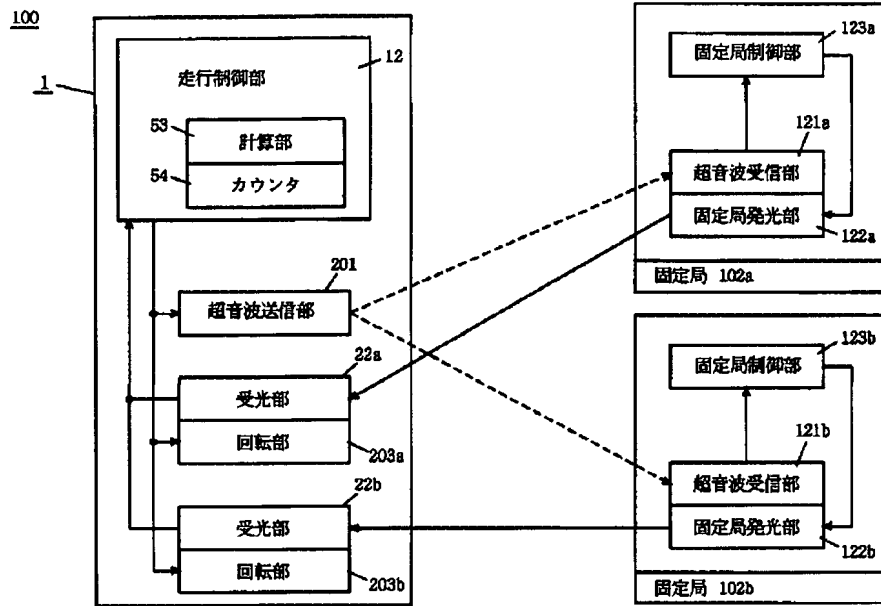 100
1
走行制御部
12
53
計算部
54
カウンタ
201
超音波送信部
22a
受光部
回転部
203a
22b
受光部
回転部
203b
123a
固定局制御部
121a
超音波受信部
固定局発光部
122a
固定局 102a
123b
固定局制御部
121b
超音波受信部
固定局発光部
122b
固定局 102b